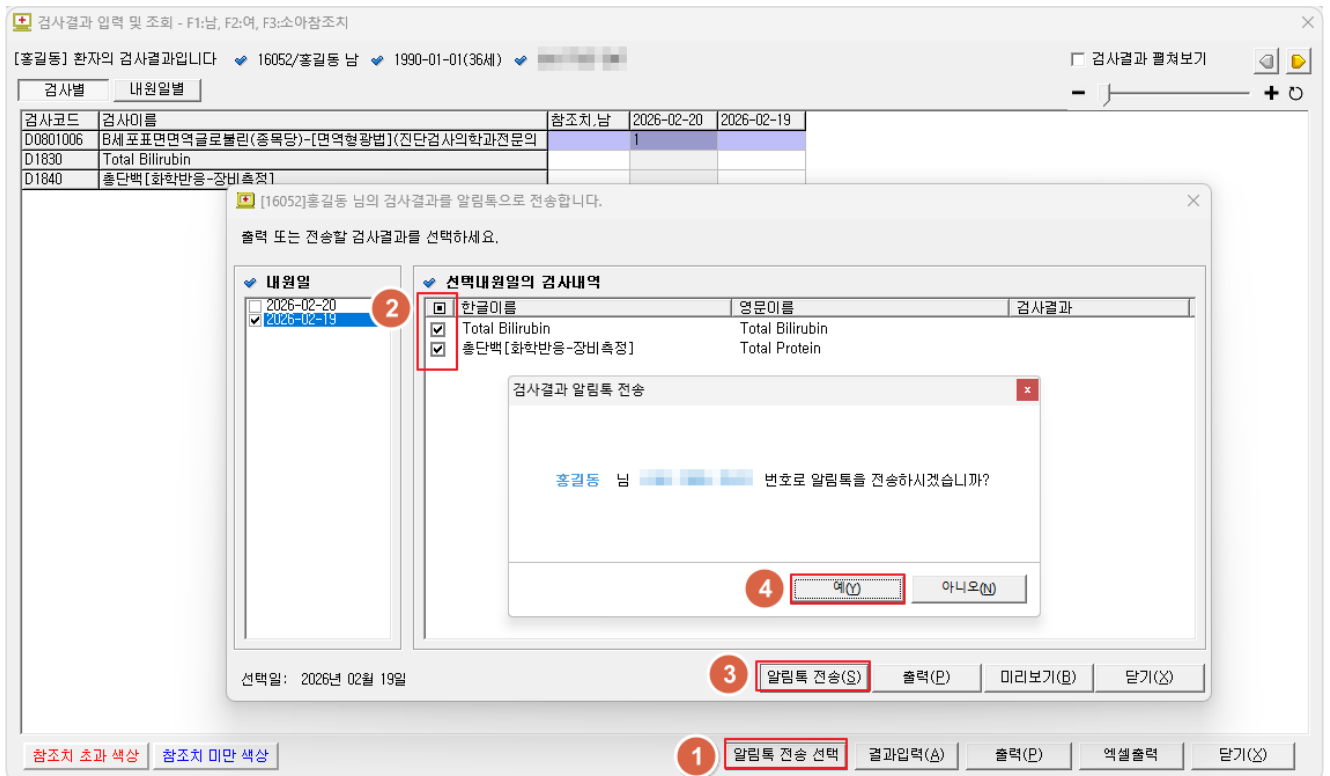 검사결과 입력 및 조회 - F1:남, F2:여, F3:소아참조치
[홍길동] 환자의 검사결과입니다 16052/홍길동 남 1990-01-01(36세)
검사결과 펼쳐보기
검사별 내원일별
검사코드 검사이름 참조치,남 2026-02-20 2026-02-19
D0801006 B세포표면면역글로불린(종목당)-[면역형광법](진단검사의학과전문의 1
D1830 Total Bilirubin
D1840 총단백[화학반응-장비측정]
[16052]홍길동 님의 검사결과를 알림톡으로 전송합니다.
출력 또는 전송할 검사결과를 선택하세요.
내원일
2026-02-20
2026-02-19
2
선택내원일의 검사내역
한글이름 영문이름 검사결과
Total Bilirubin Total Bilirubin
총단백[화학반응-장비측정] Total Protein
검사결과 알림톡 전송
홍길동 님 번호로 알림톡을 전송하시겠습니까?
4 예(Y) 아니오(N)
선택일: 2026년 02월 19일
3 알림톡 전송(S) 출력(P) 미리보기(B) 닫기(X)
참조치 초과 색상 참조치 미만 색상
1 알림톡 전송 선택 결과입력(A) 출력(P) 엑셀출력 닫기(X)